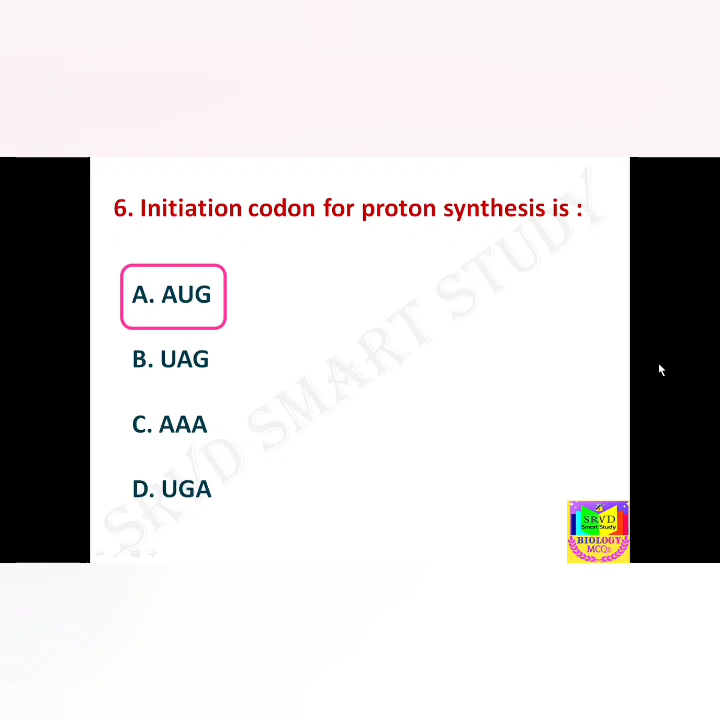 6. Initiation codon for proton synthesis is :
A. AUG
B. UAG
C. AAA
D. UGA
SRVD SMART STUDY
SRVD
Smart Study
BIOLOGY
MCQs